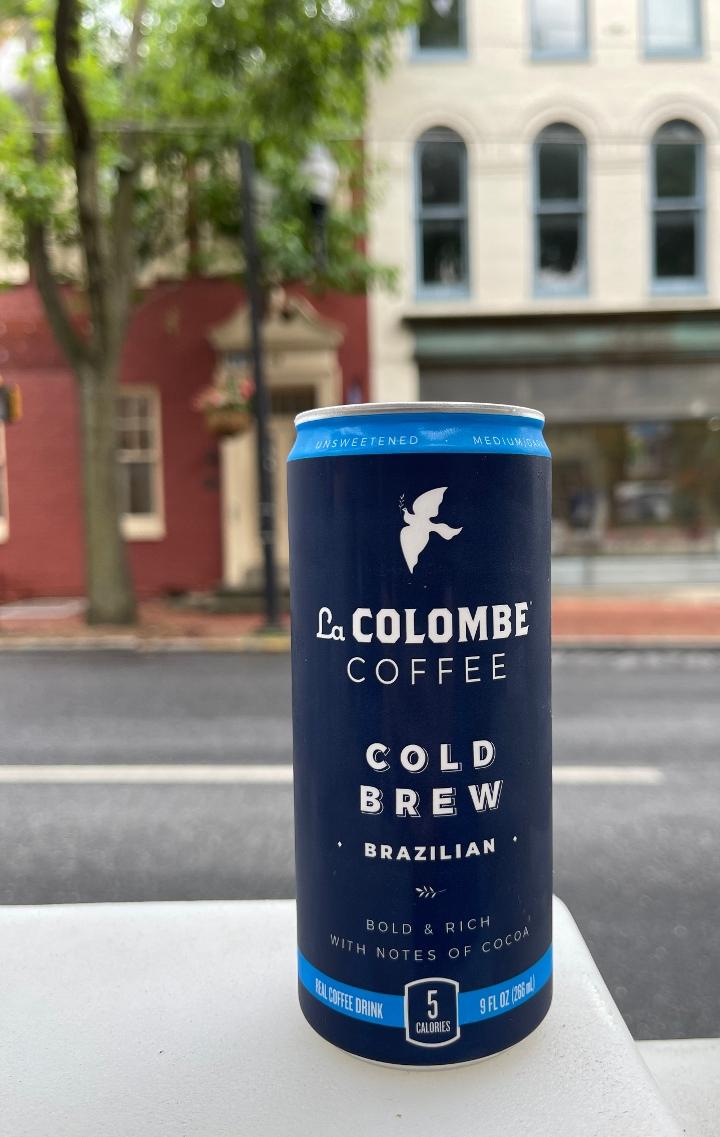 UNSWEETENED · MEDIUM
La COLOMBE
COFFEE
COLD
BREW
· BRAZILIAN ·
BOLD & RICH
WITH NOTES OF COCOA
REAL COFFEE DRINK
5
CALORIES
9 FL OZ (266 mL)